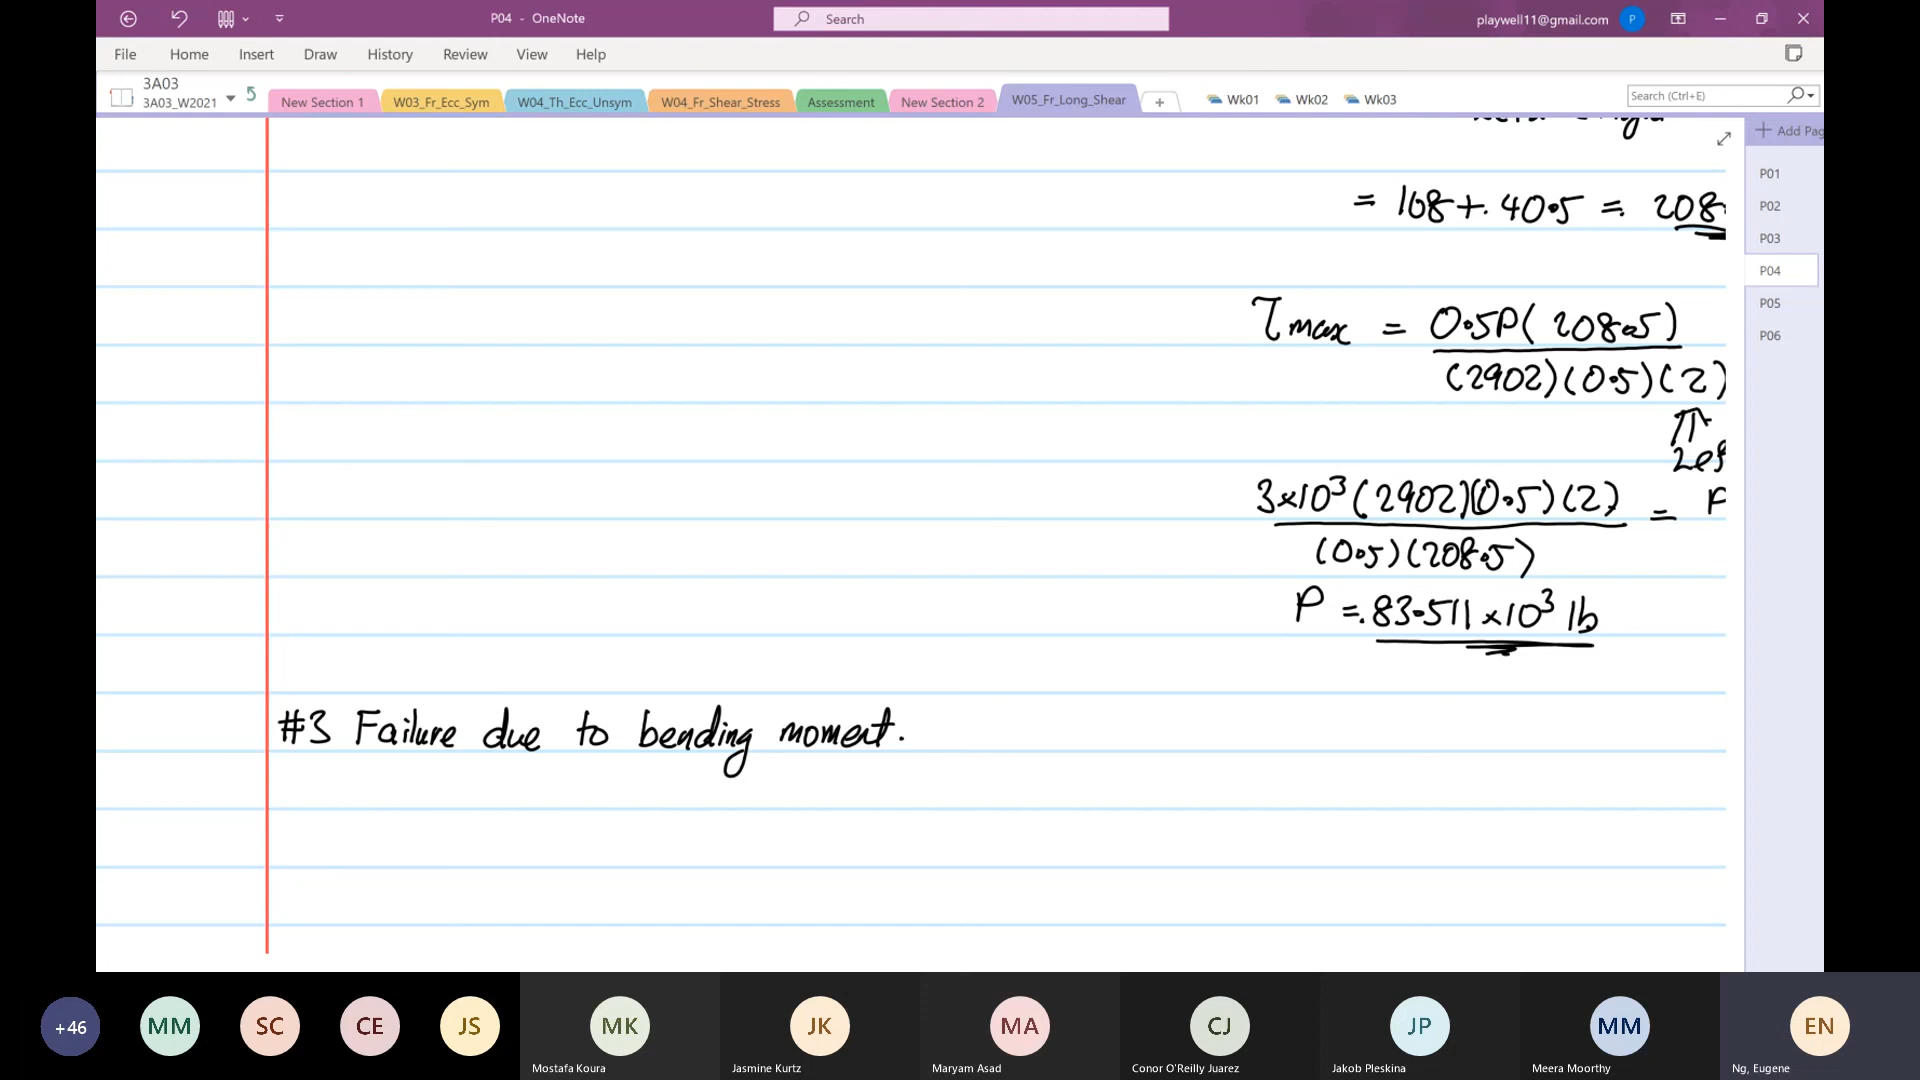 P04 - OneNote
Search
playwell11@gmail.com
P
File Home Insert Draw History Review View Help
3A03
3A03_W2021
New Section 1
W03_Fr_Ecc_Sym
W04_Th_Ecc_Unsym
W04_Fr_Shear_Stress
Assessment
New Section 2
W05_Fr_Long_Shear
+
Wk01
Wk02
Wk03
Search (Ctrl+E)
+ Add Pag
P01
P02
P03
P04
P05
P06
= 168 + 40.5 = 208
τmax = 0.5P(208.5)
(2902)(0.5)(2)
3×10³(2902)(0.5)(2) = P
(0.5)(208.5)
P = 83.511 ×10³ lb
#3 Failure due to bending moment.
+46
MM
SC
CE
JS
MK
Mostafa Koura
JK
Jasmine Kurtz
MA
Maryam Asad
CJ
Conor O'Reilly Juarez
JP
Jakob Pleskina
MM
Meera Moorthy
EN
Ng, Eugene